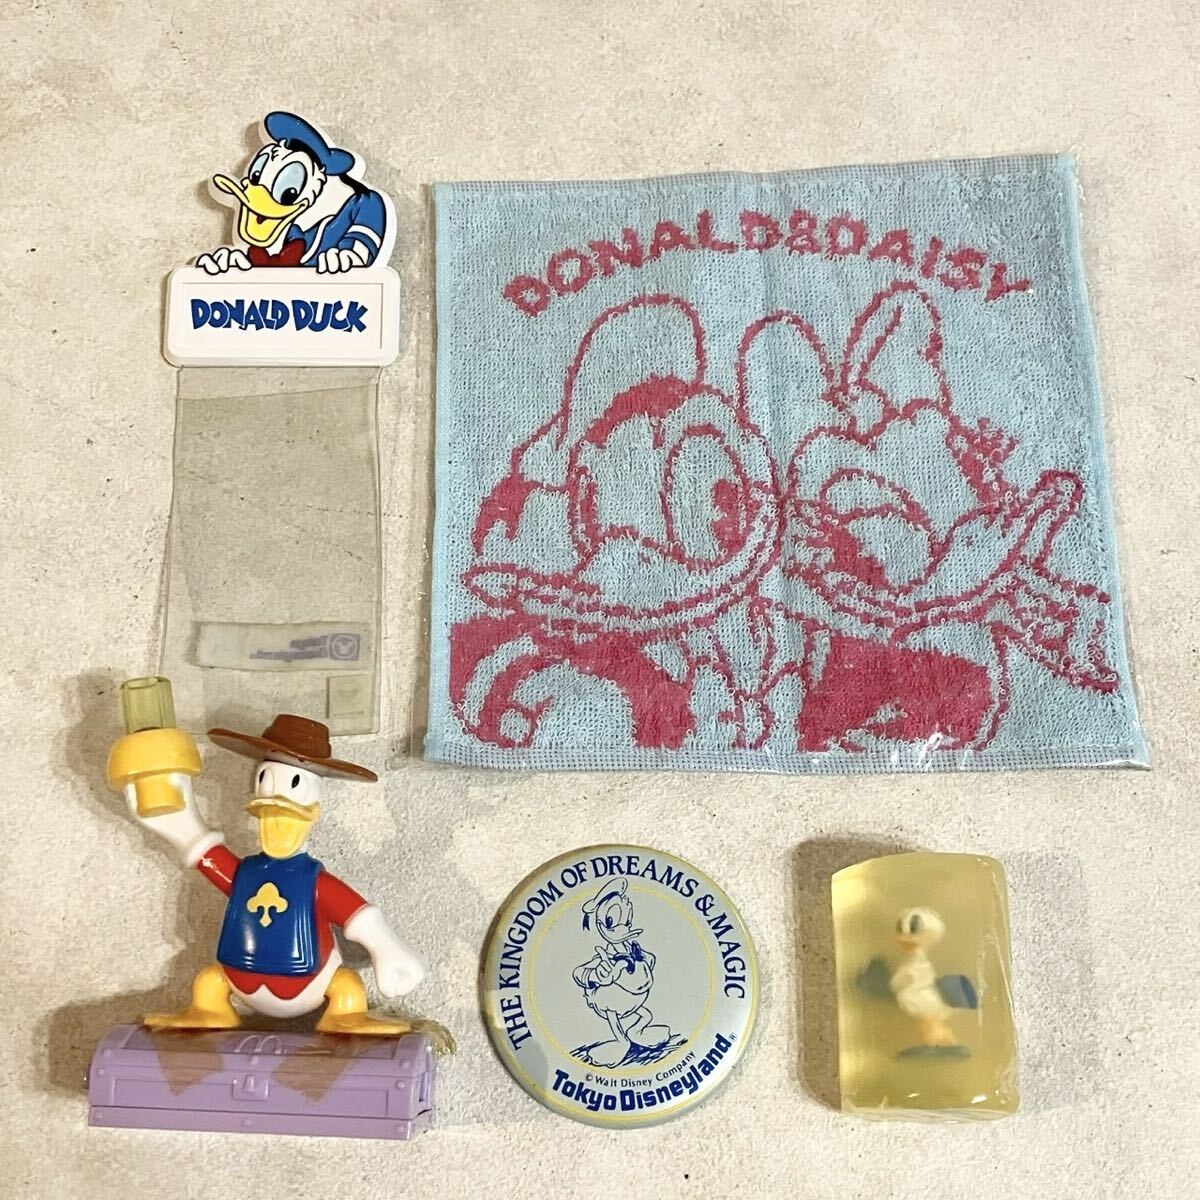 DONALD DUCK
DONALD&DAISY
THE KINGDOM OF DREAMS & MAGIC
© Walt Disney Company
Tokyo Disneyland®